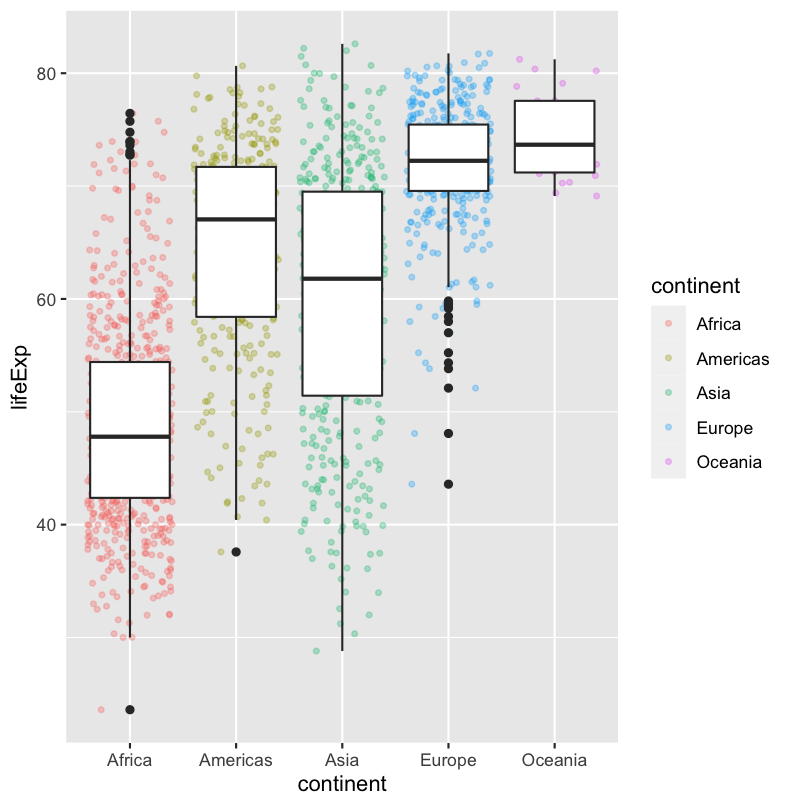 lifeExp
80
60
40
Africa Americas Asia Europe Oceania
continent
continent
Africa
Americas
Asia
Europe
Oceania